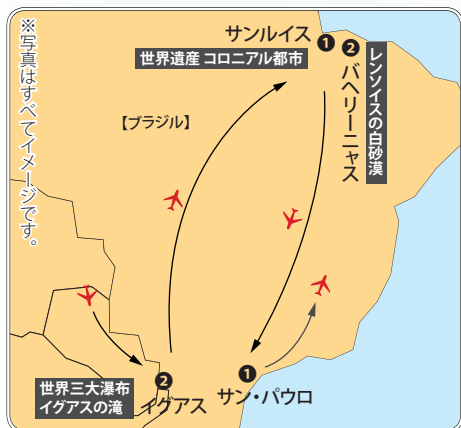 ※写真はすべてイメージです。
サンルイス ❶
世界遺産 コロニアル都市
❷ バヘリーニャス
レンソイスの白砂漠
【ブラジル】
世界三大瀑布
イグアスの滝
❷
イグアス
❶
サン・パウロ